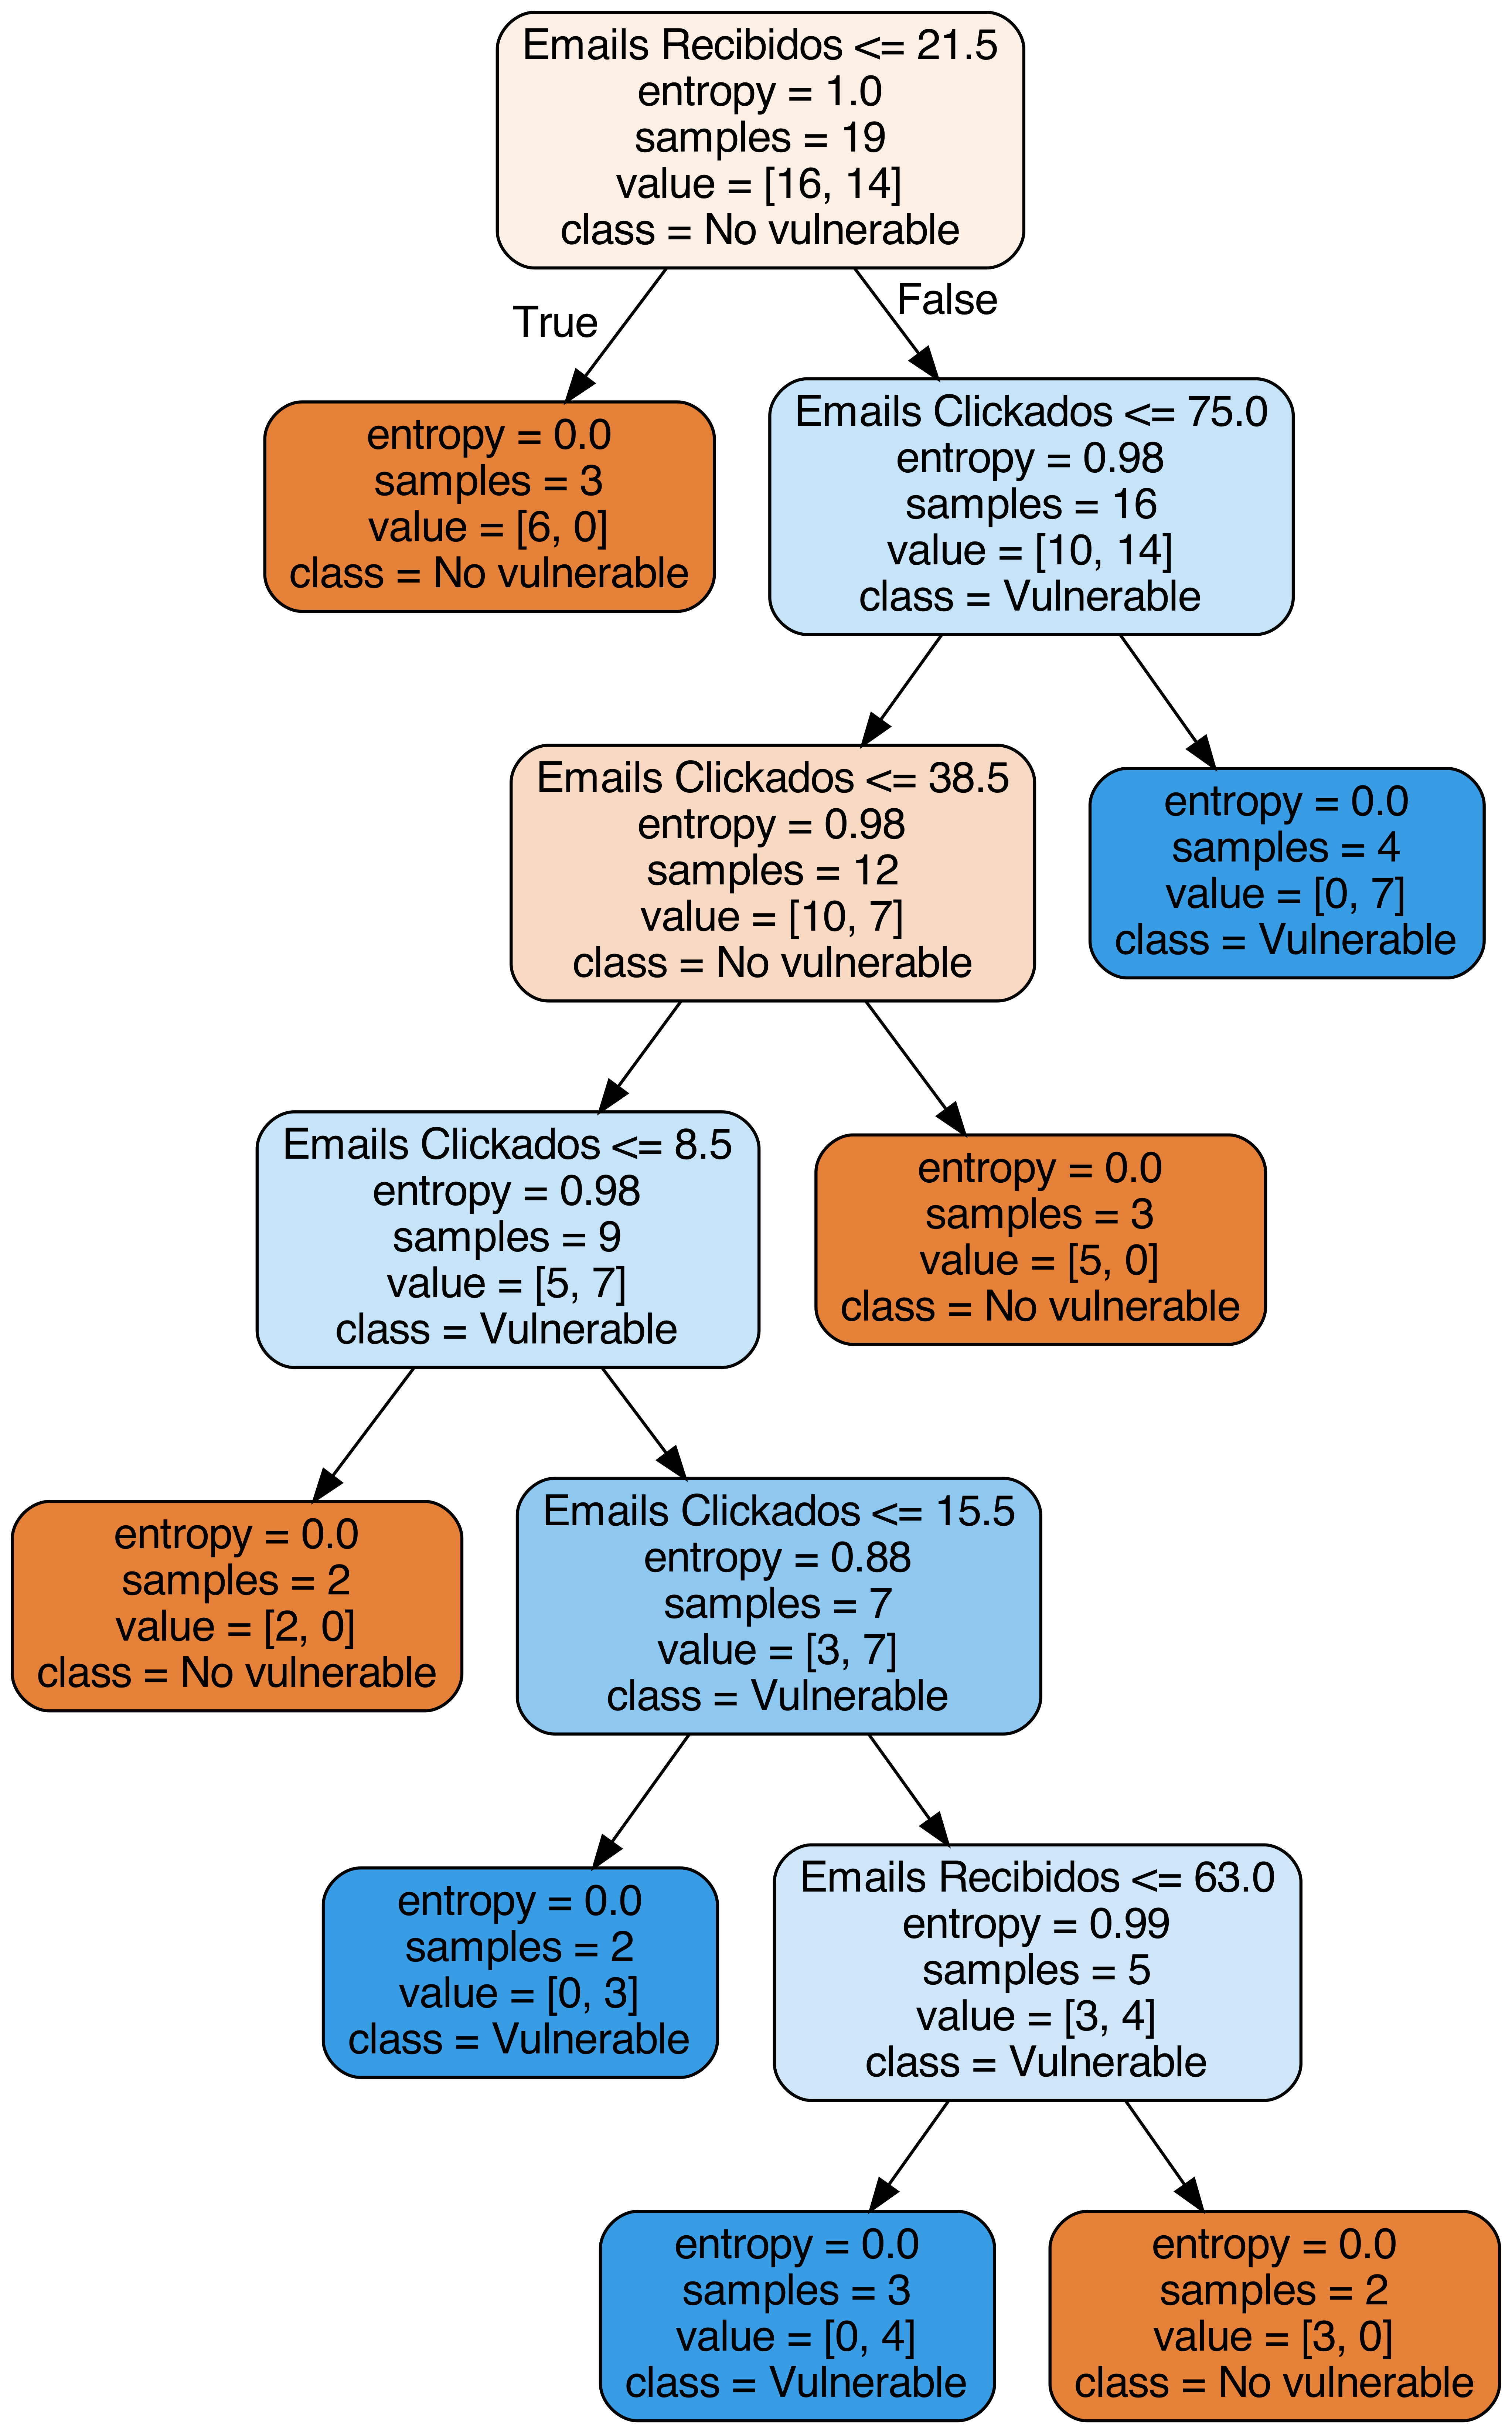 Emails Recibidos <= 21.5
entropy = 1.0
samples = 19
value = [16, 14]
class = No vulnerable
True
False
entropy = 0.0
samples = 3
value = [6, 0]
class = No vulnerable
Emails Clickados <= 75.0
entropy = 0.98
samples = 16
value = [10, 14]
class = Vulnerable
Emails Clickados <= 38.5
entropy = 0.98
samples = 12
value = [10, 7]
class = No vulnerable
entropy = 0.0
samples = 4
value = [0, 7]
class = Vulnerable
Emails Clickados <= 8.5
entropy = 0.98
samples = 9
value = [5, 7]
class = Vulnerable
entropy = 0.0
samples = 3
value = [5, 0]
class = No vulnerable
entropy = 0.0
samples = 2
value = [2, 0]
class = No vulnerable
Emails Clickados <= 15.5
entropy = 0.88
samples = 7
value = [3, 7]
class = Vulnerable
entropy = 0.0
samples = 2
value = [0, 3]
class = Vulnerable
Emails Recibidos <= 63.0
entropy = 0.99
samples = 5
value = [3, 4]
class = Vulnerable
entropy = 0.0
samples = 3
value = [0, 4]
class = Vulnerable
entropy = 0.0
samples = 2
value = [3, 0]
class = No vulnerable